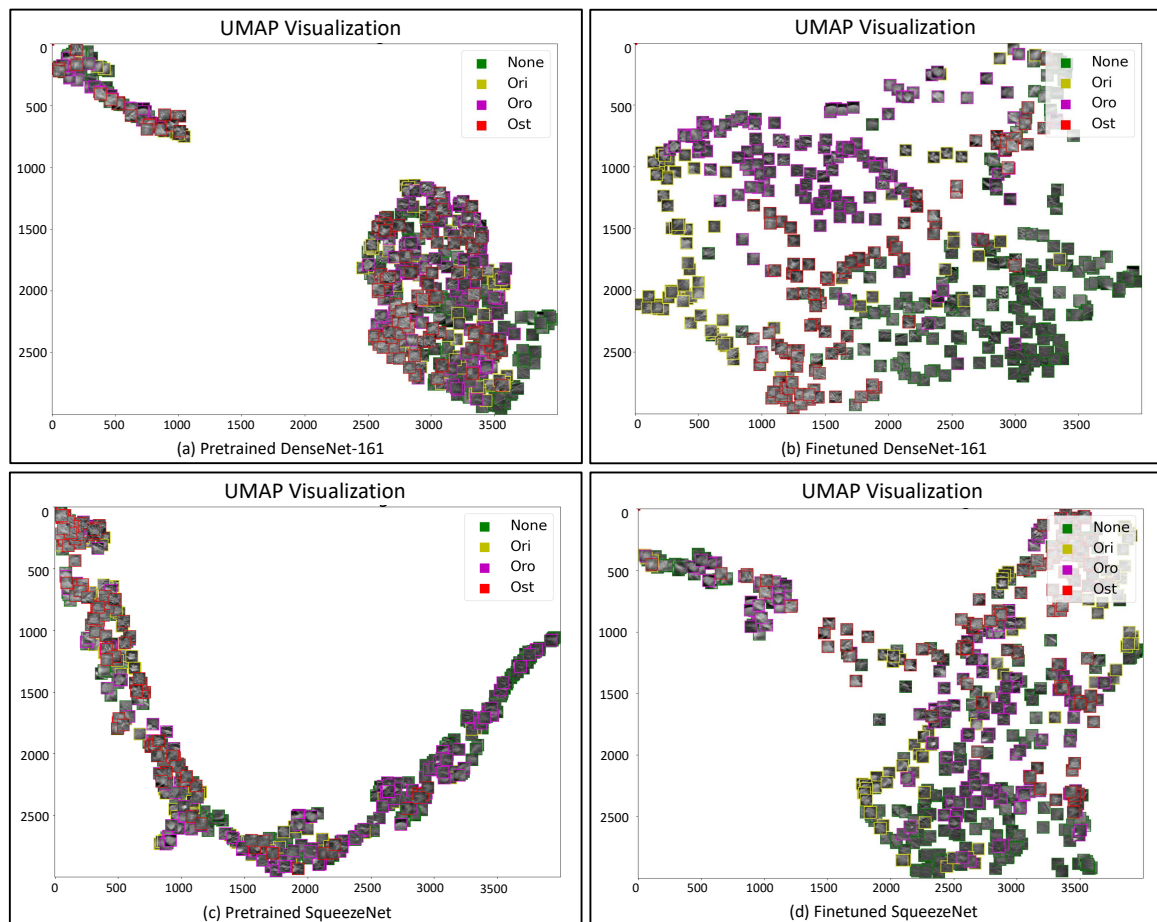 UMAP Visualization
None
Ori
Oro
Ost
0
500
1000
1500
2000
2500
0 500 1000 1500 2000 2500 3000 3500
(a) Pretrained DenseNet-161
UMAP Visualization
None
Ori
Oro
Ost
0
500
1000
1500
2000
2500
0 500 1000 1500 2000 2500 3000 3500
(b) Finetuned DenseNet-161
UMAP Visualization
None
Ori
Oro
Ost
0
500
1000
1500
2000
2500
0 500 1000 1500 2000 2500 3000 3500
(c) Pretrained SqueezeNet
UMAP Visualization
None
Ori
Oro
Ost
0
500
1000
1500
2000
2500
0 500 1000 1500 2000 2500 3000 3500
(d) Finetuned SqueezeNet